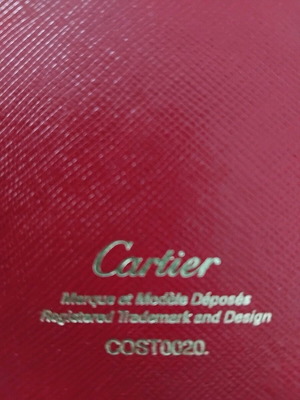 Cartier
Marque et Modèle Déposés
Registered Trademark and Design
COST0020.